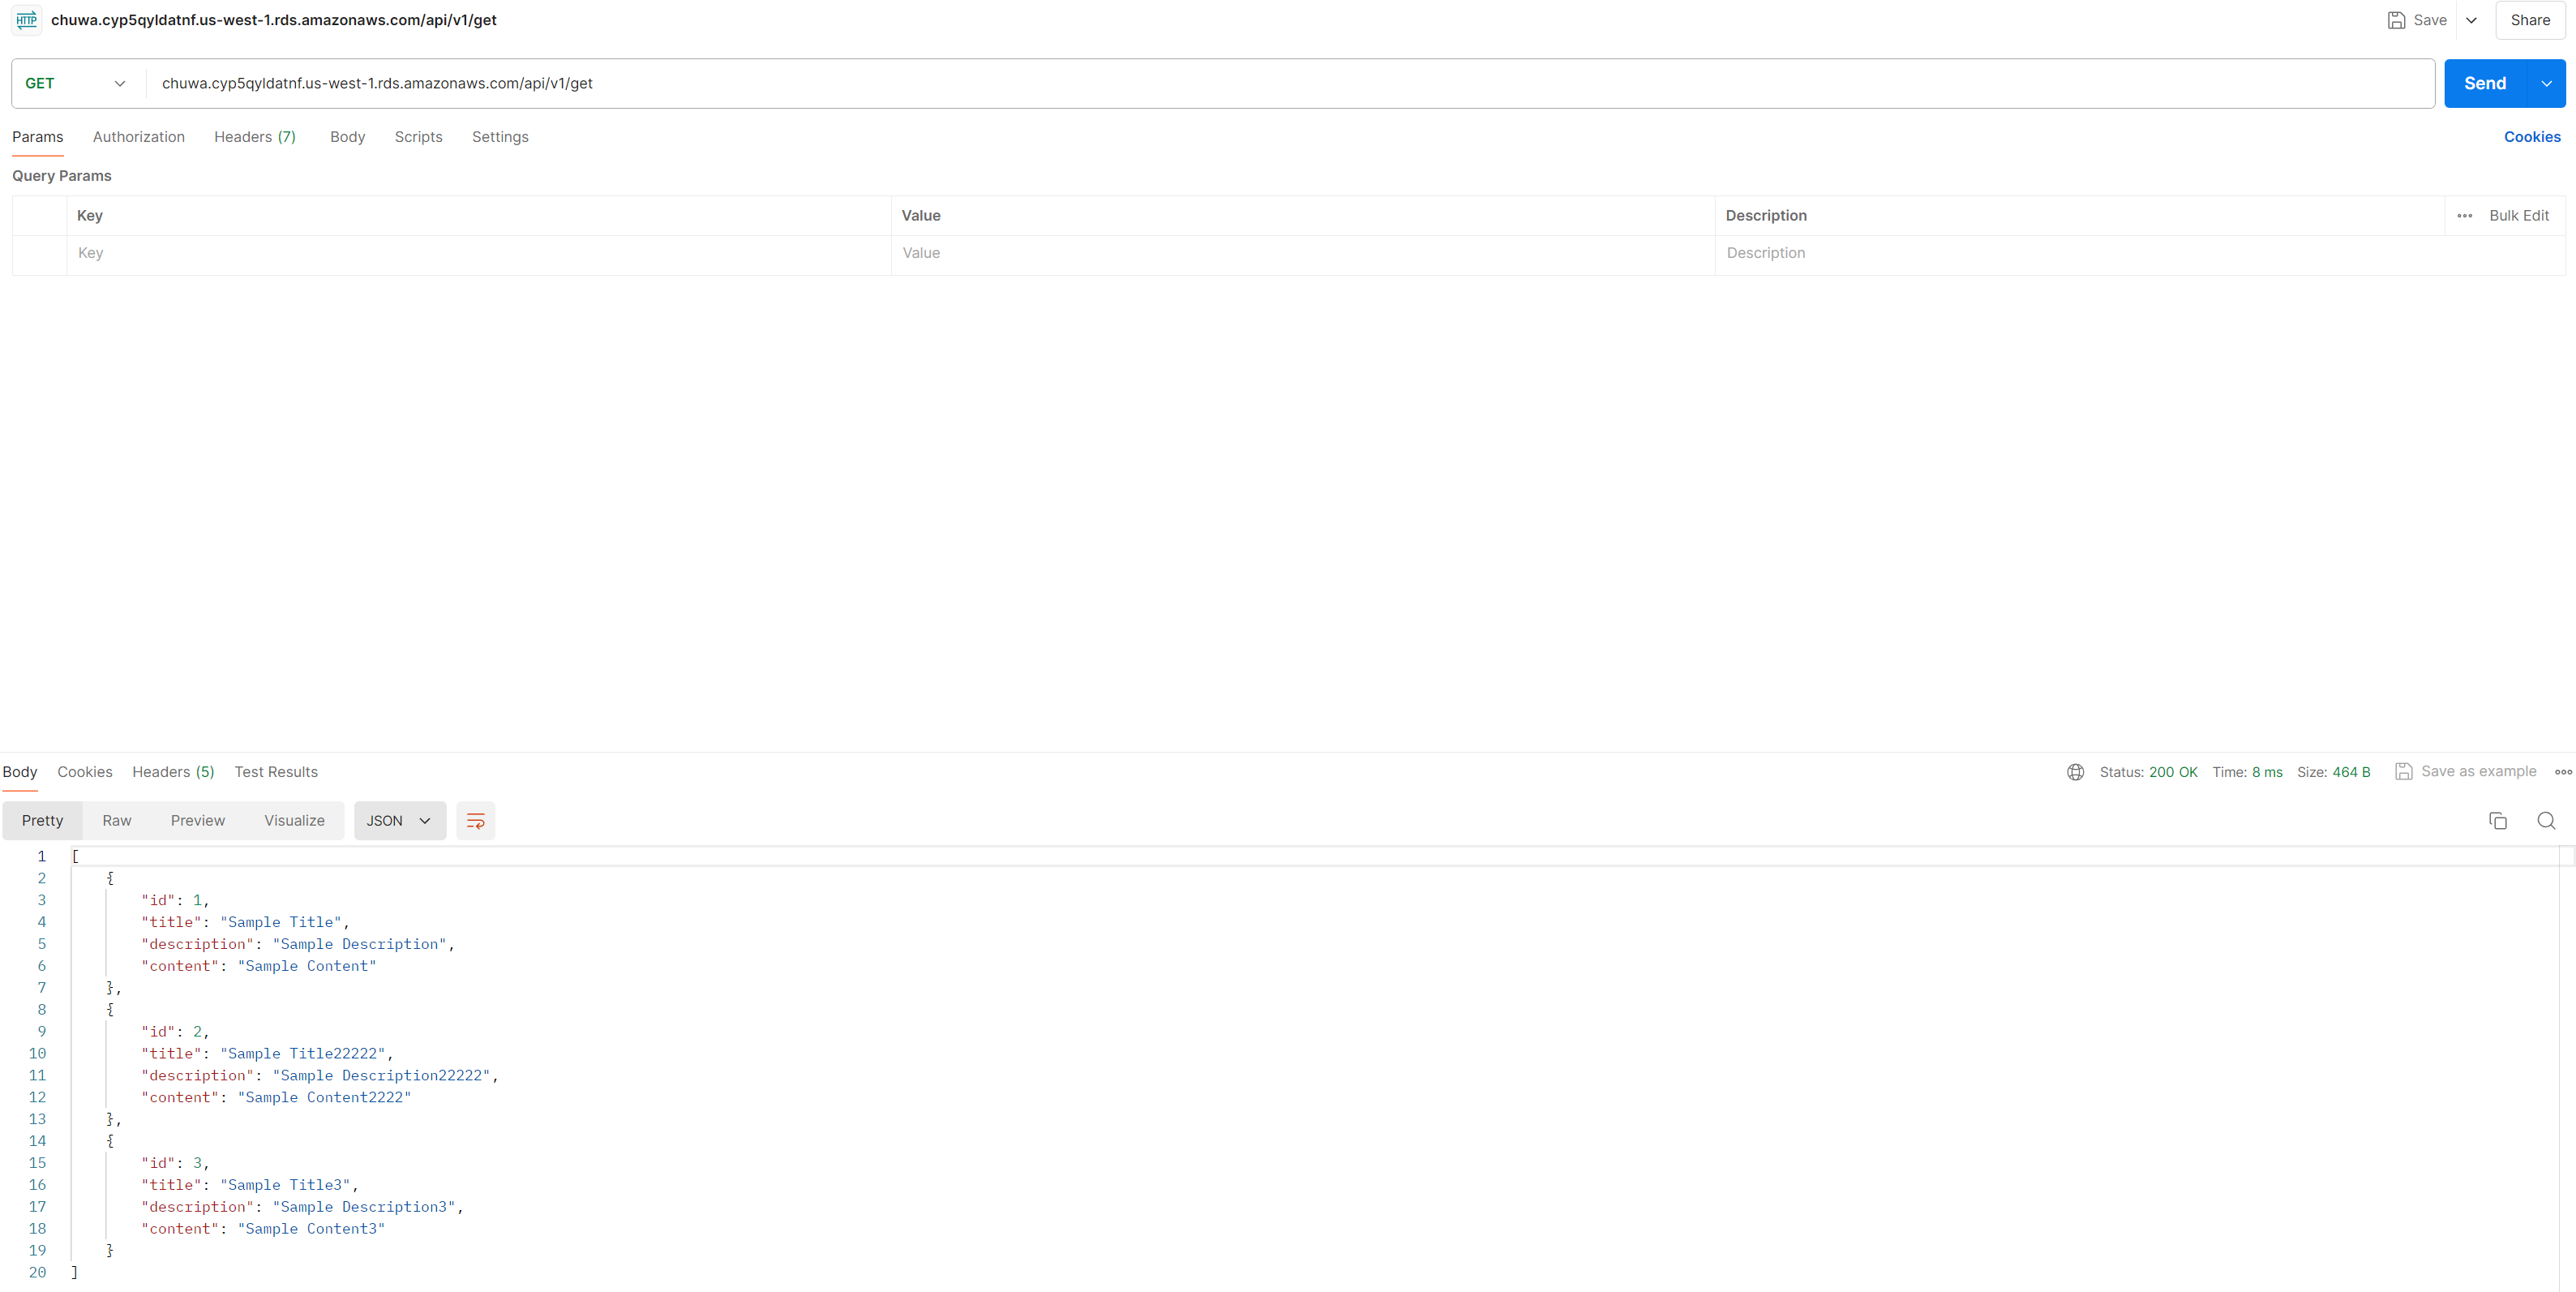 HTTP chuwa.cyp5qyldatnf.us-west-1.rds.amazonaws.com/api/v1/get Save Share
GET chuwa.cyp5qyldatnf.us-west-1.rds.amazonaws.com/api/v1/get Send
Params Authorization Headers (7) Body Scripts Settings Cookies
Query Params
Key Value Description Bulk Edit
Key Value Description
Body Cookies Headers (5) Test Results Status: 200 OK Time: 8 ms Size: 464 B Save as example
Pretty Raw Preview Visualize JSON
1 [
2 {
3 "id": 1,
4 "title": "Sample Title",
5 "description": "Sample Description",
6 "content": "Sample Content"
7 },
8 {
9 "id": 2,
10 "title": "Sample Title22222",
11 "description": "Sample Description22222",
12 "content": "Sample Content2222"
13 },
14 {
15 "id": 3,
16 "title": "Sample Title3",
17 "description": "Sample Description3",
18 "content": "Sample Content3"
19 }
20 ]